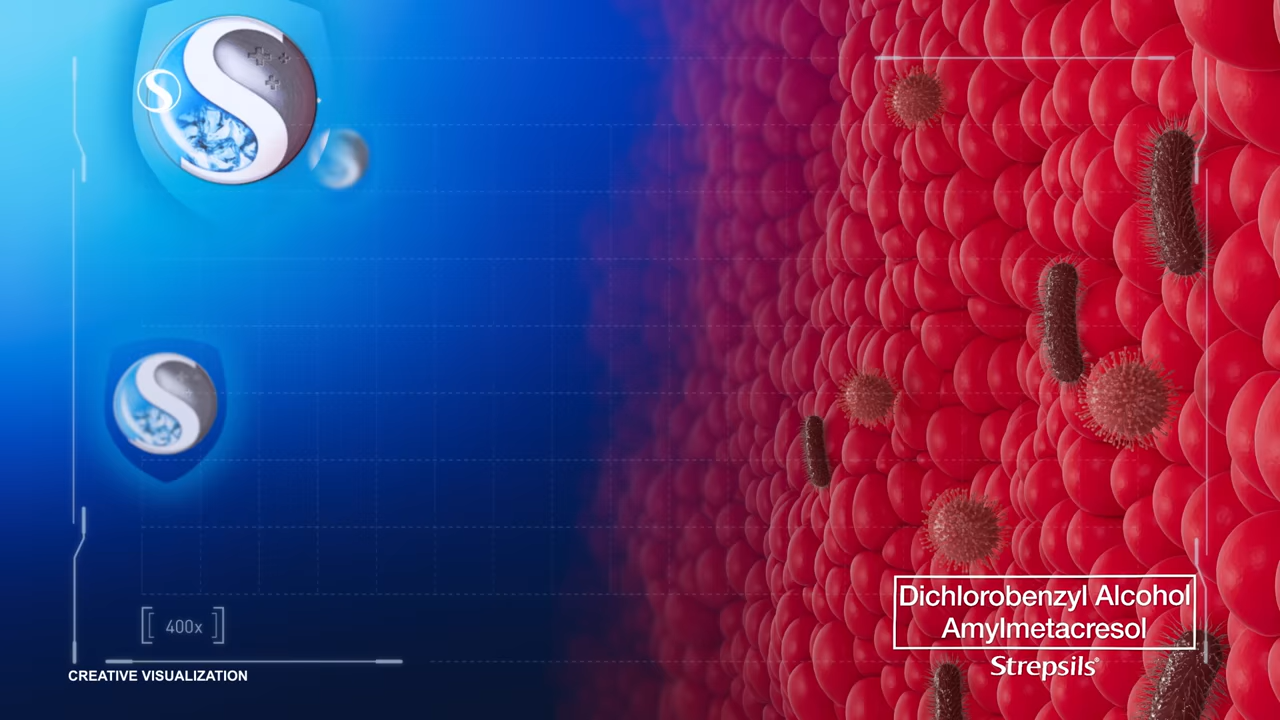 S
S
S
400x
CREATIVE VISUALIZATION
Dichlorobenzyl Alcohol
Amylmetacresol
Strepsils®